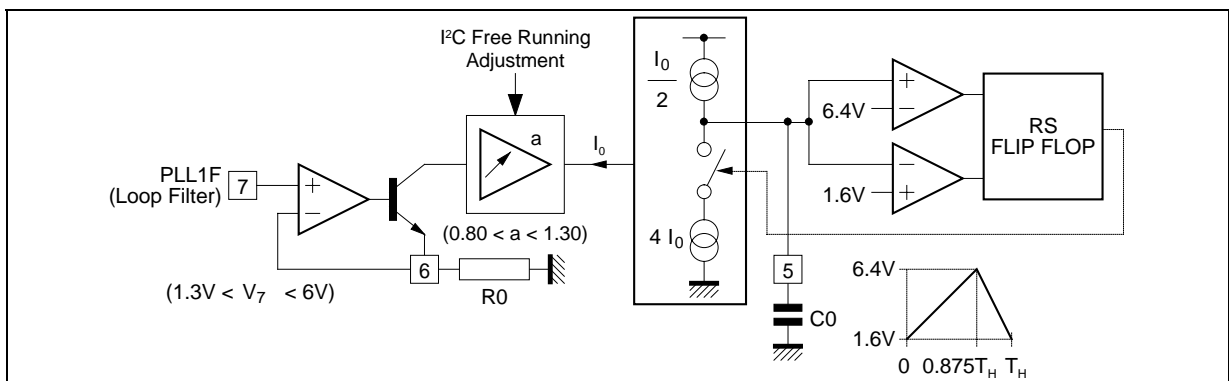 I²C Free Running
Adjustment
a
I₀
PLL1F
(Loop Filter)
7
+
−
(0.80 < a < 1.30)
6
R0
(1.3V < V₇ < 6V)
I₀
2
4 I₀
+
6.4V
−
−
1.6V
+
RS
FLIP FLOP
5
C0
6.4V
1.6V
0 0.875T_H T_H